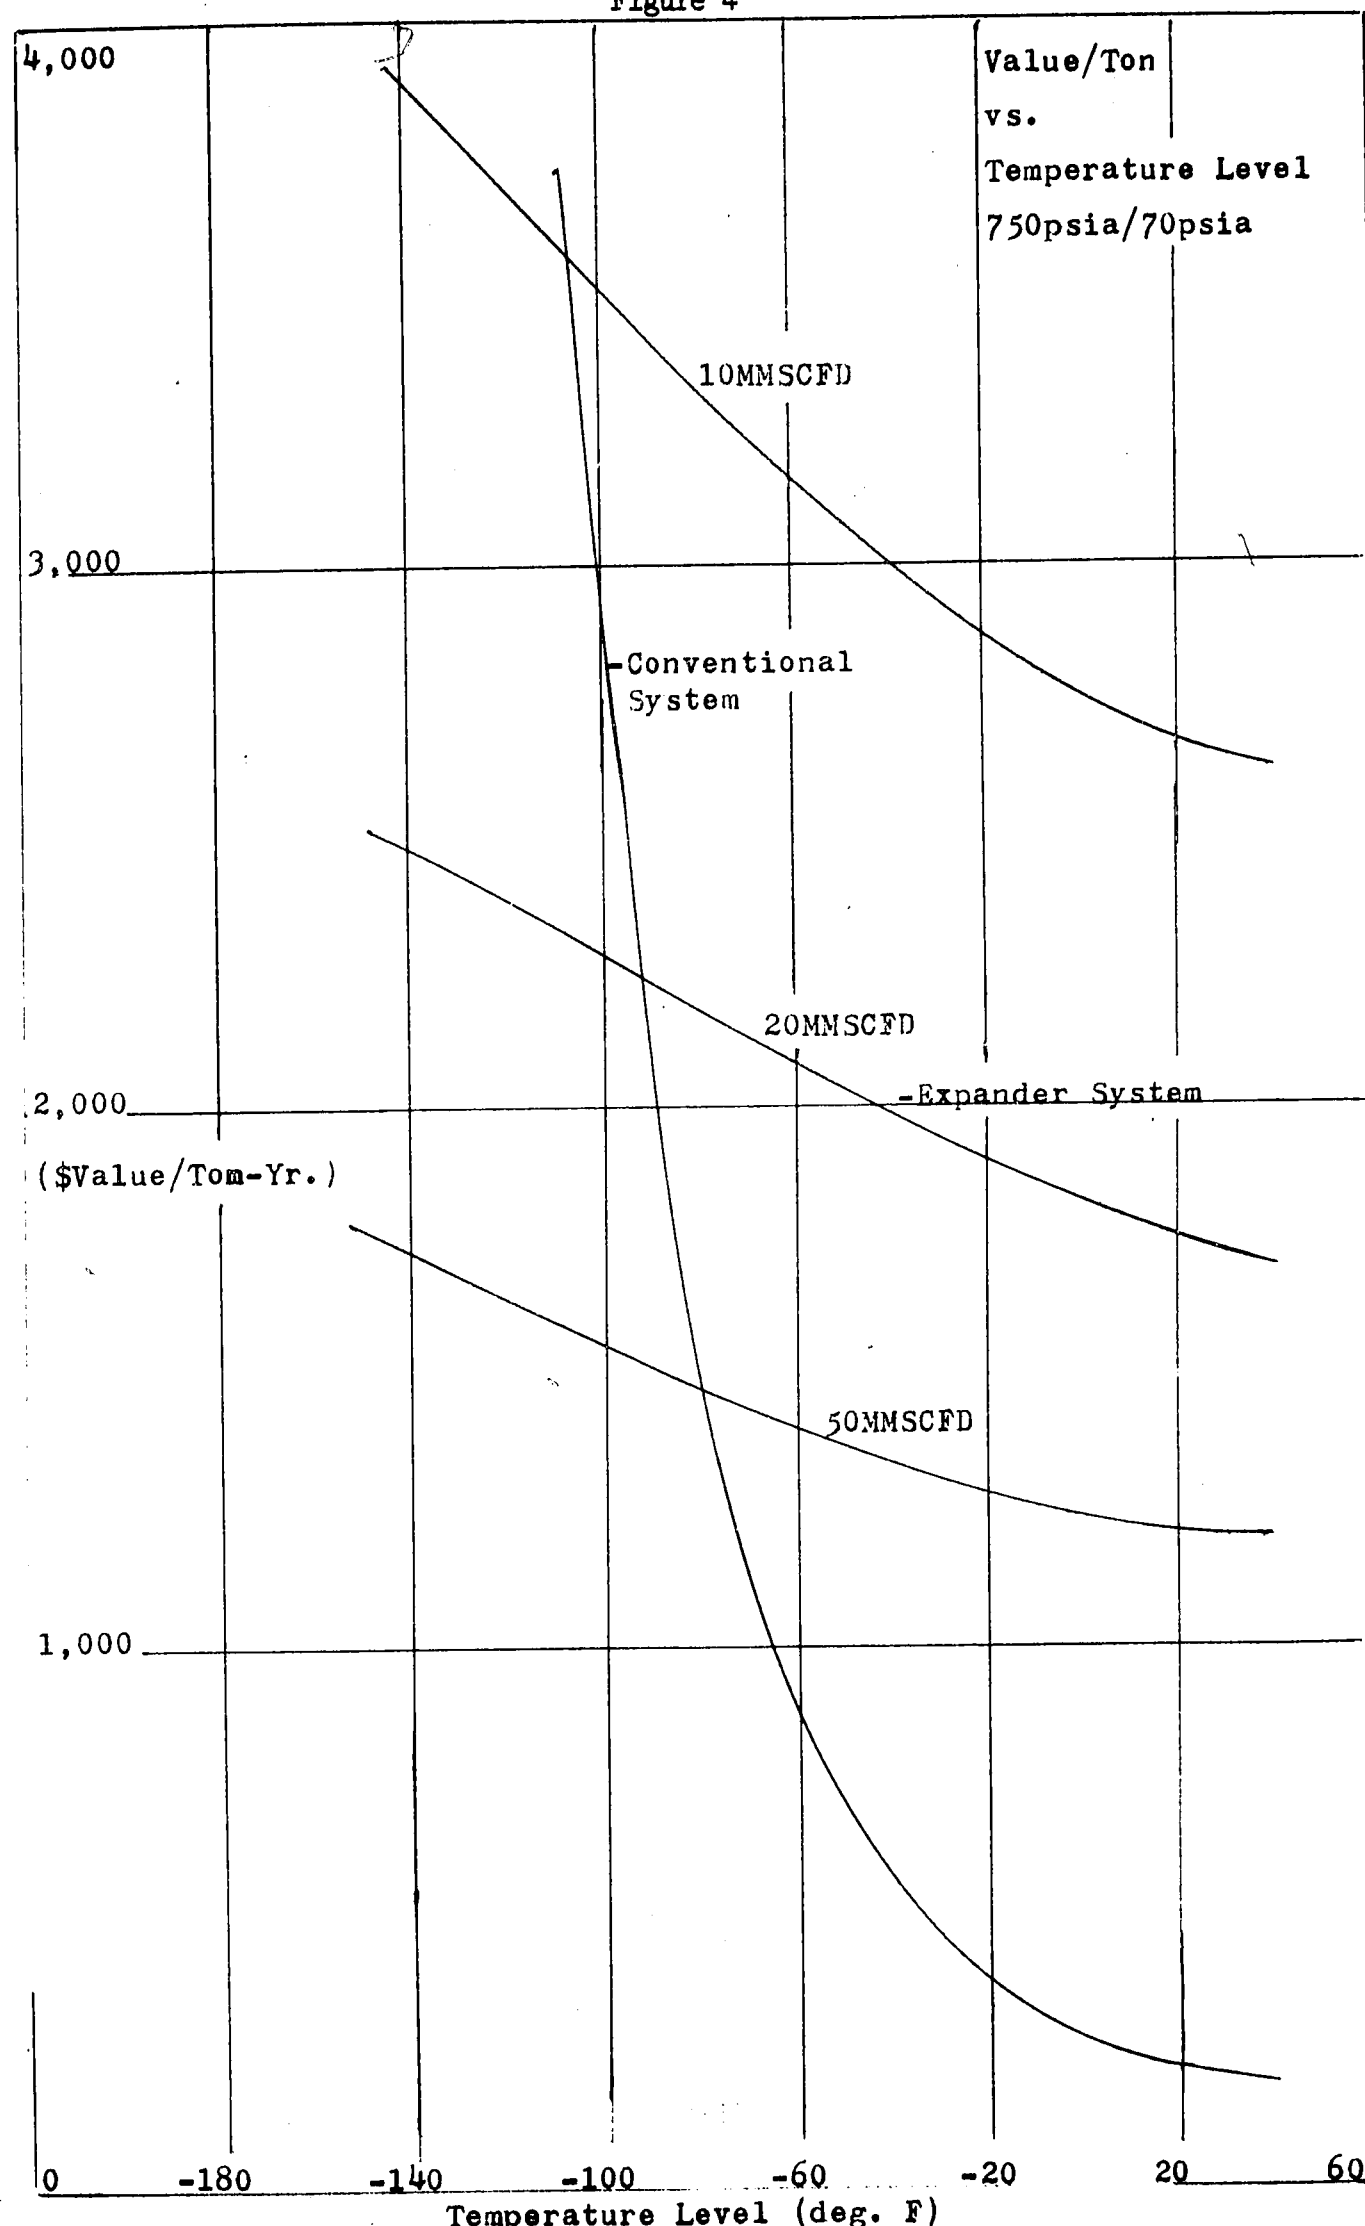 Figure 4
4,000
Value/Ton
vs.
Temperature Level
750psia/70psia
10MMSCFD
3,000
-Conventional
System
20MMSCFD
2,000
-Expander System
($Value/Tom-Yr.)
50MMSCFD
1,000
0 -180 -140 -100 -60 -20 20 60
Temperature Level (deg. F)